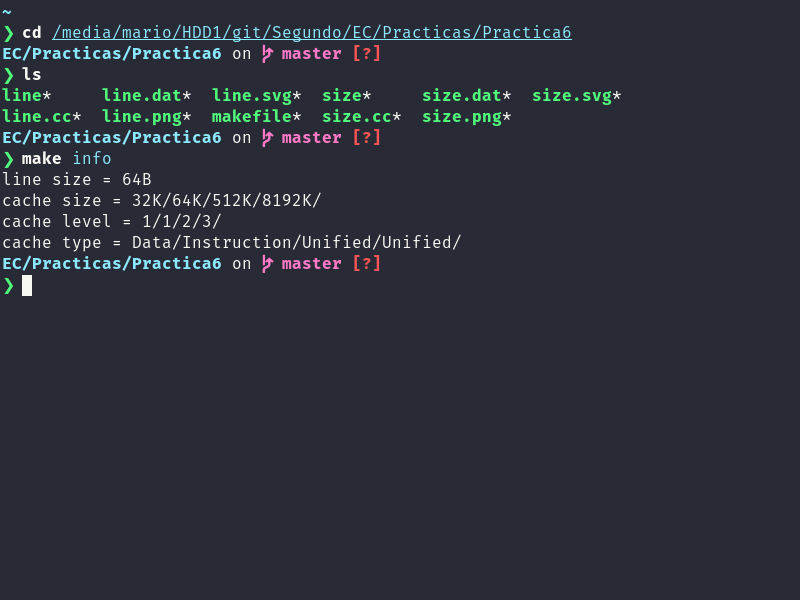 ~
❯ cd /media/mario/HDD1/git/Segundo/EC/Practicas/Practica6
EC/Practicas/Practica6 on  master [?]
❯ ls
line*     line.dat*  line.svg*  size*     size.dat*  size.svg*
line.cc*  line.png*  makefile*  size.cc*  size.png*
EC/Practicas/Practica6 on  master [?]
❯ make info
line size = 64B
cache size = 32K/64K/512K/8192K/
cache level = 1/1/2/3/
cache type = Data/Instruction/Unified/Unified/
EC/Practicas/Practica6 on  master [?]
❯